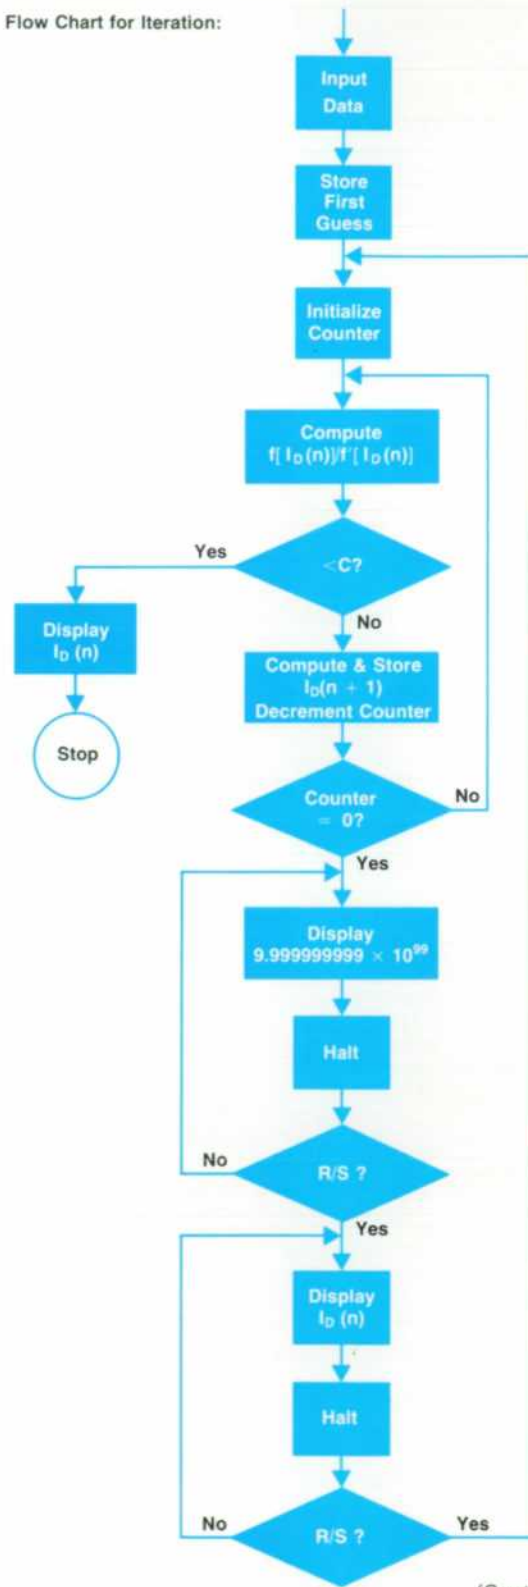 Flow Chart for Iteration:
Input
Data
Store
First
Guess
Initialize
Counter
Compute
f[ I_D(n)]/f′[ I_D(n)]
<C?
Yes
No
Display
I_D (n)
Stop
Compute & Store
I_D(n + 1)
Decrement Counter
Counter
= 0?
No
Yes
Display
9.999999999 × 10⁹⁹
Halt
R/S ?
No
Yes
Display
I_D (n)
Halt
R/S ?
No
Yes